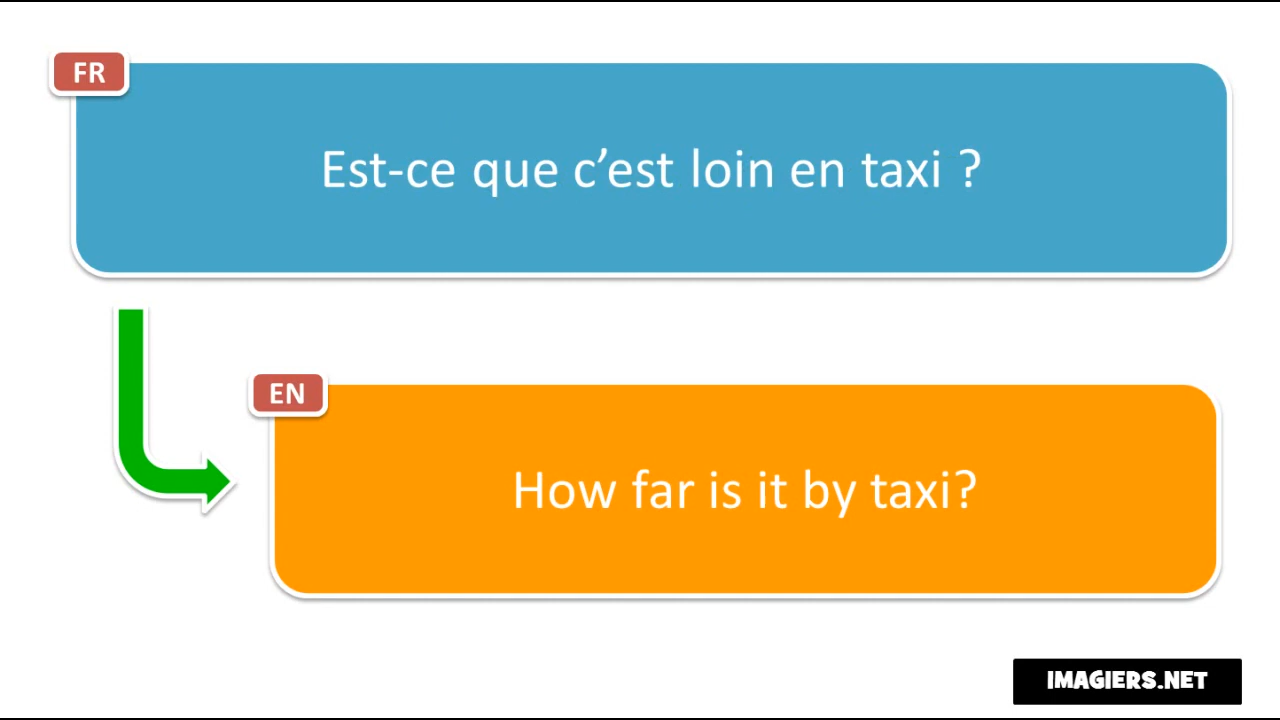 FR
Est-ce que c’est loin en taxi ?
EN
How far is it by taxi?
IMAGIERS.NET